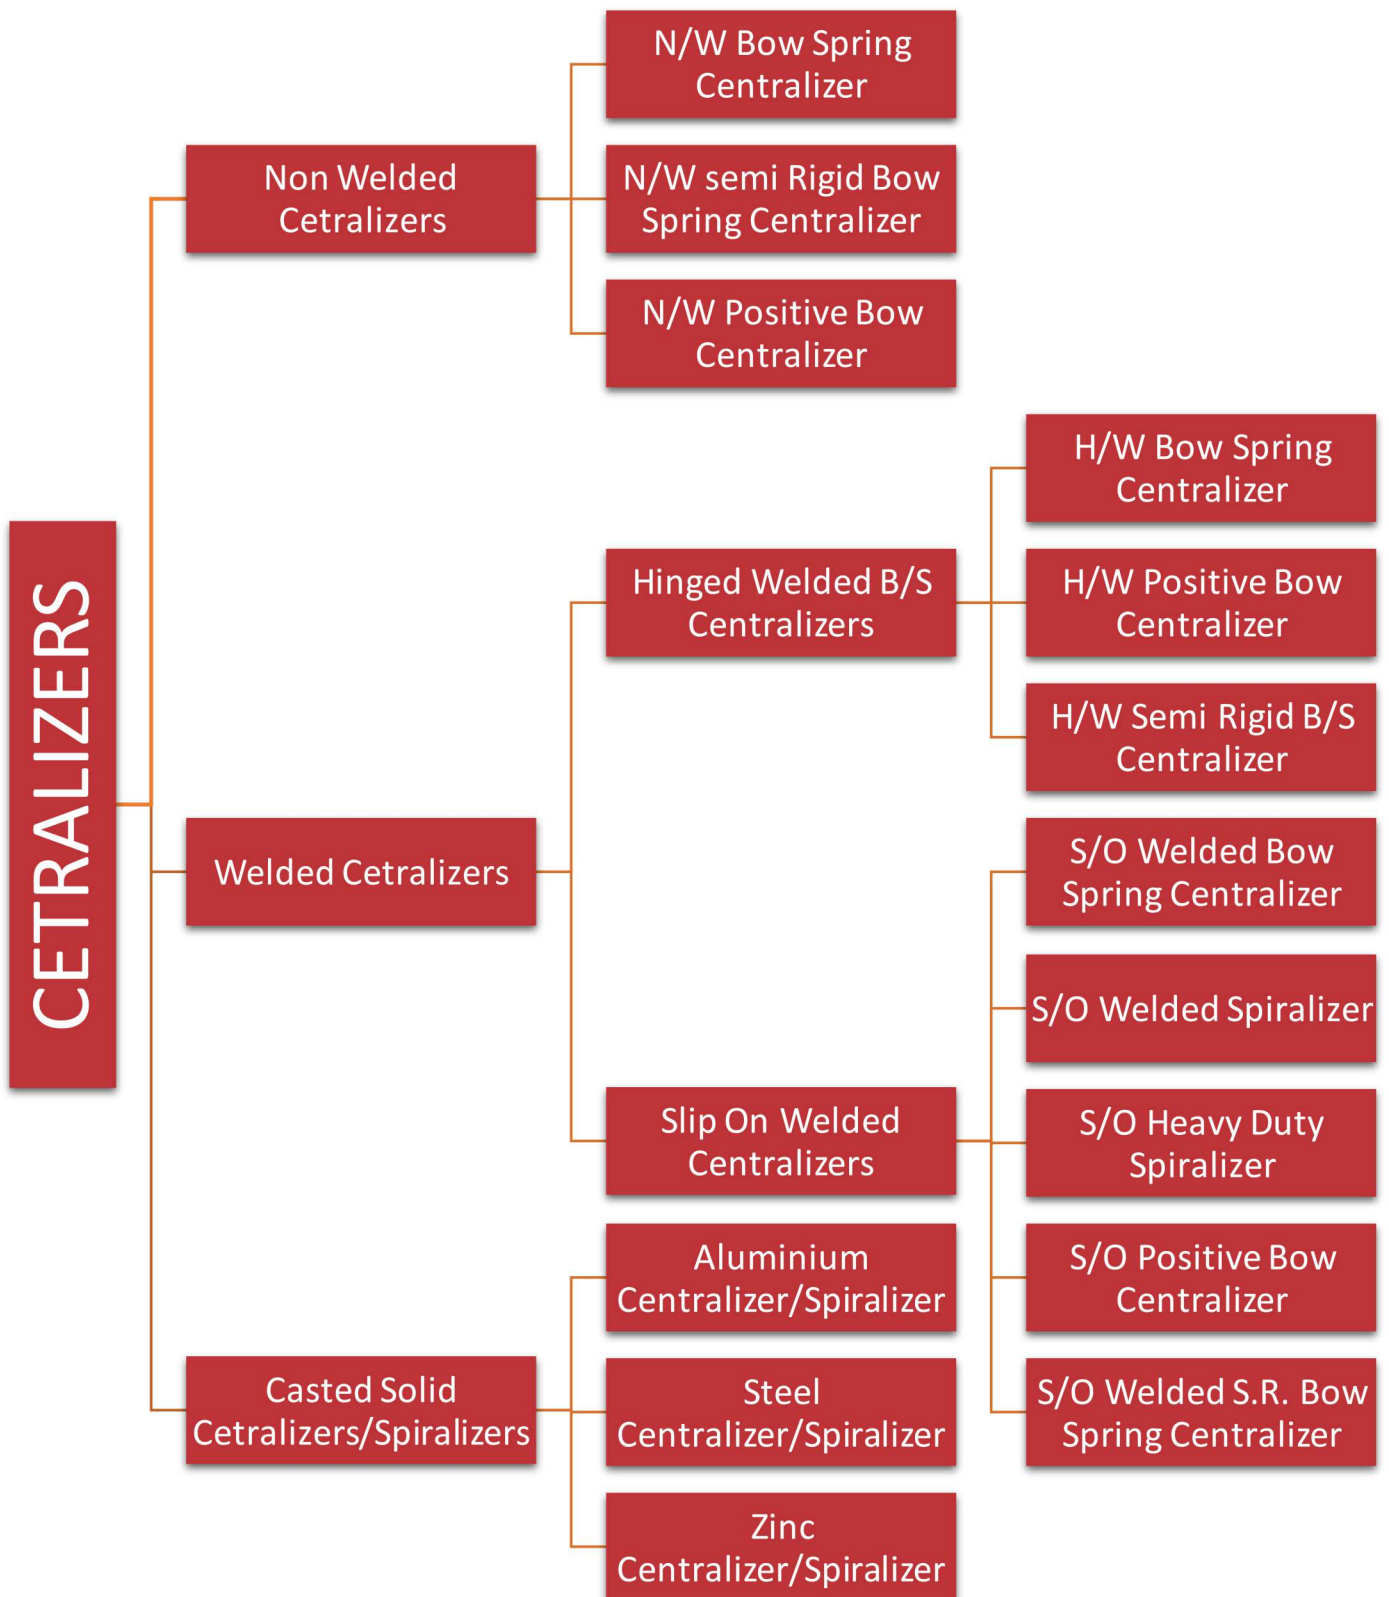 CETRALIZERS
Non Welded
Cetralizers
N/W Bow Spring
Centralizer
N/W semi Rigid Bow
Spring Centralizer
N/W Positive Bow
Centralizer
Welded Cetralizers
Hinged Welded B/S
Centralizers
H/W Bow Spring
Centralizer
H/W Positive Bow
Centralizer
H/W Semi Rigid B/S
Centralizer
Slip On Welded
Centralizers
S/O Welded Bow
Spring Centralizer
S/O Welded Spiralizer
S/O Heavy Duty
Spiralizer
S/O Positive Bow
Centralizer
S/O Welded S.R. Bow
Spring Centralizer
Casted Solid
Cetralizers/Spiralizers
Aluminium
Centralizer/Spiralizer
Steel
Centralizer/Spiralizer
Zinc
Centralizer/Spiralizer